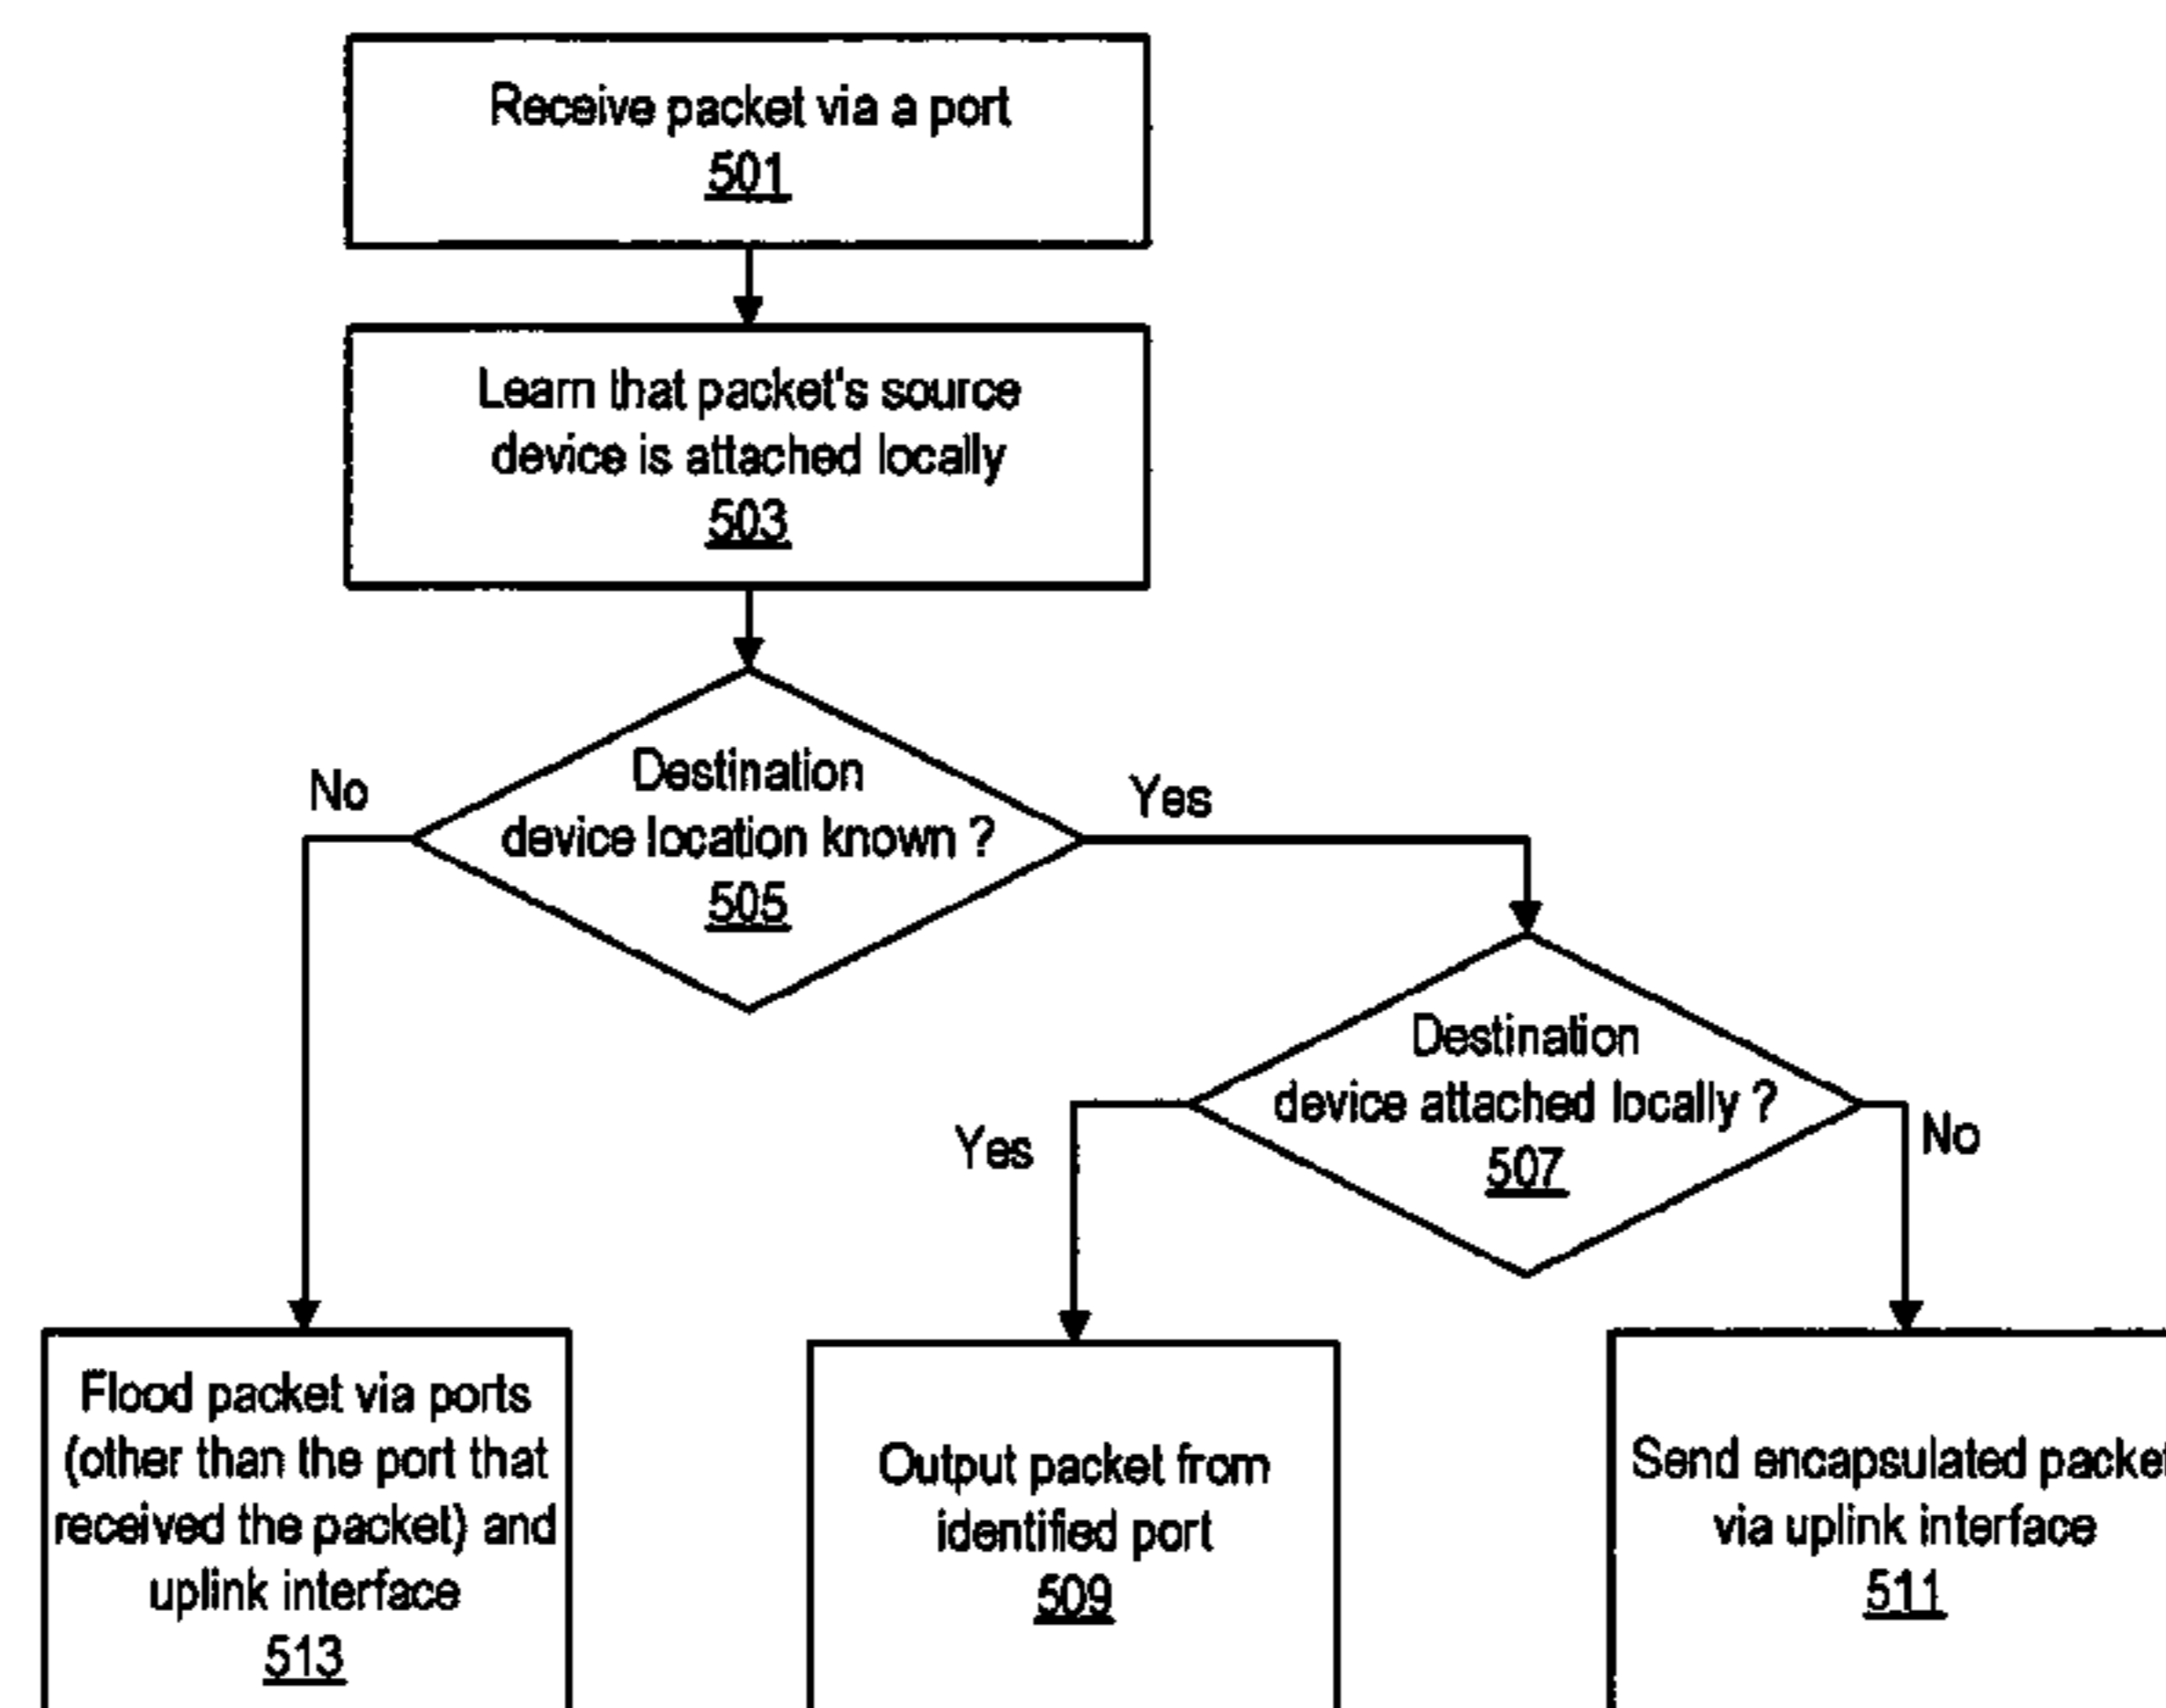 Receive packet via a port
501
Learn that packet's source
device is attached locally
503
No
Destination
device location known ?
505
Yes
Destination
device attached locally ?
507
Yes
No
Flood packet via ports
(other than the port that
received the packet) and
uplink interface
513
Output packet from
identified port
509
Send encapsulated packet
via uplink interface
511